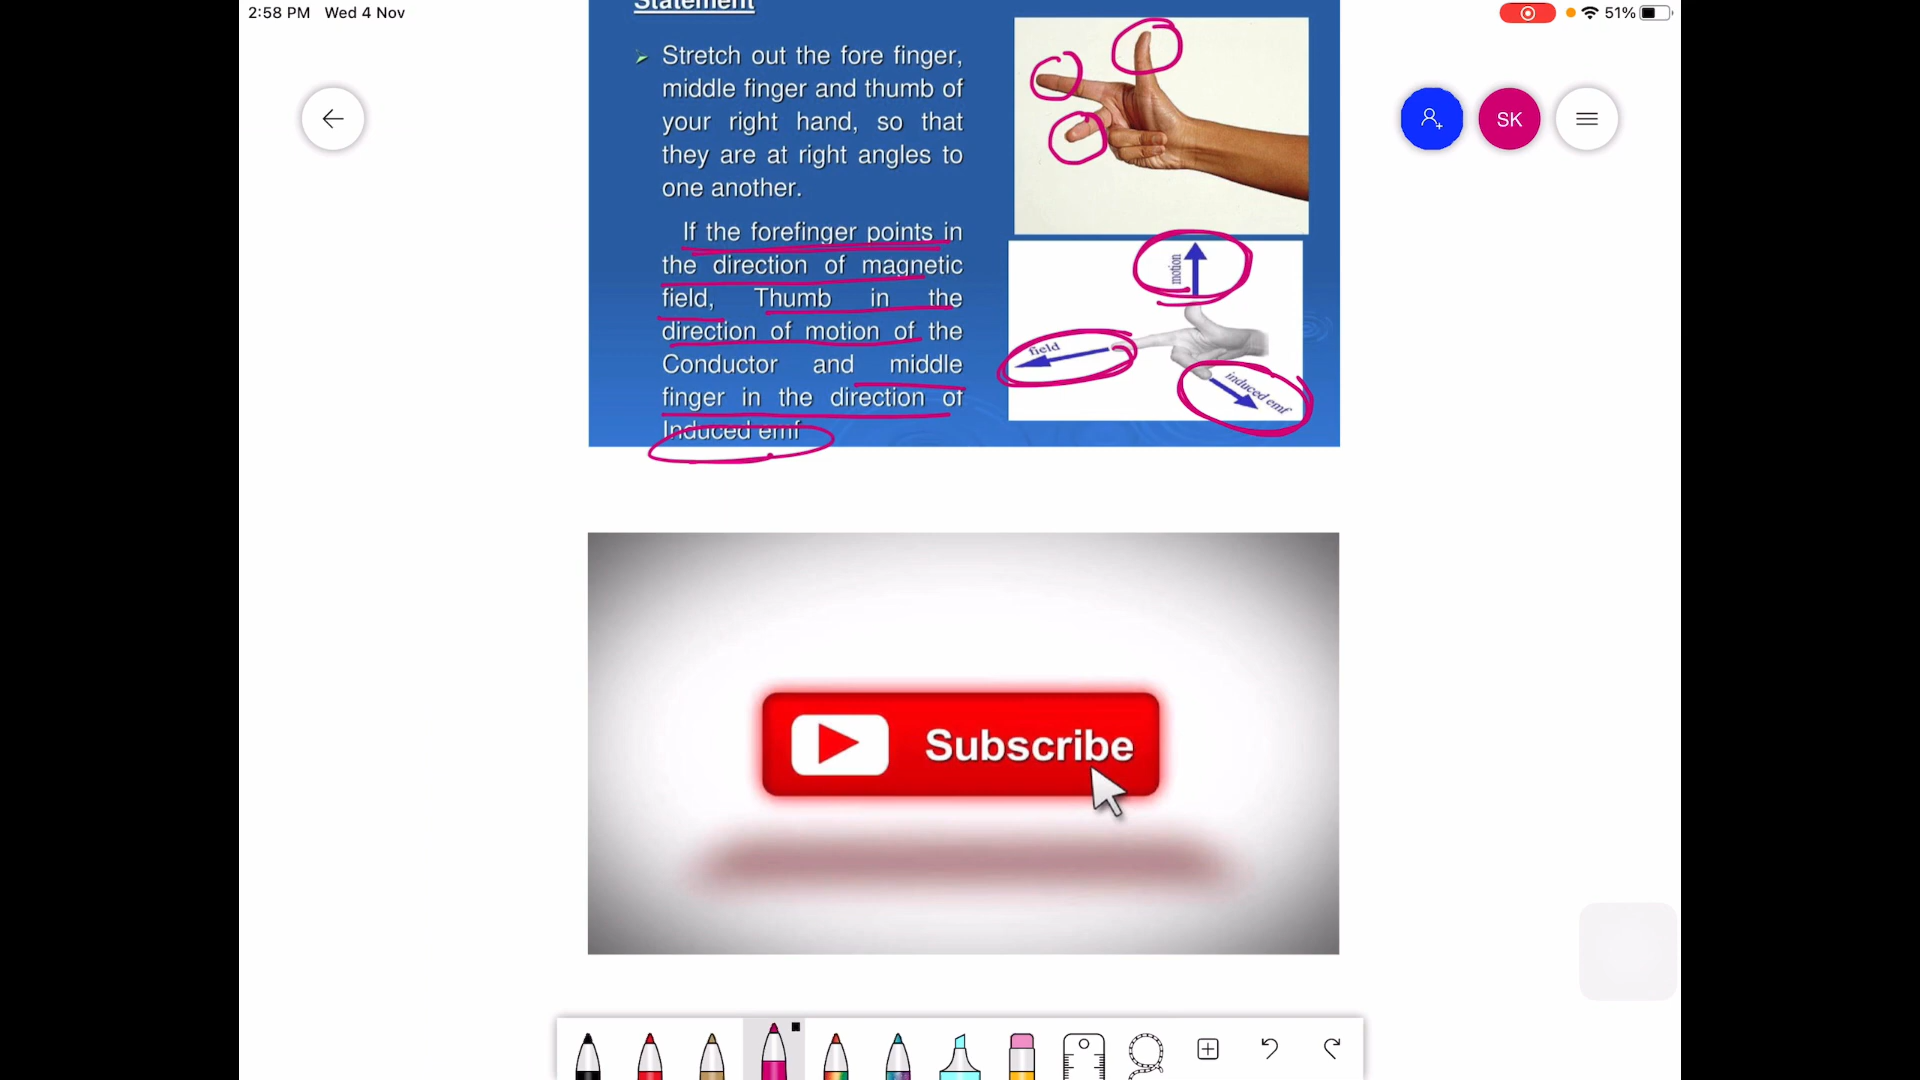 2:58 PM Wed 4 Nov
51%
Statement
Stretch out the fore finger,
middle finger and thumb of
your right hand, so that
they are at right angles to
one another.
If the forefinger points in
the direction of magnetic
field, Thumb in the
direction of motion of the
Conductor and middle
finger in the direction of
Induced emf
motion
field
induced emf
SK
Subscribe